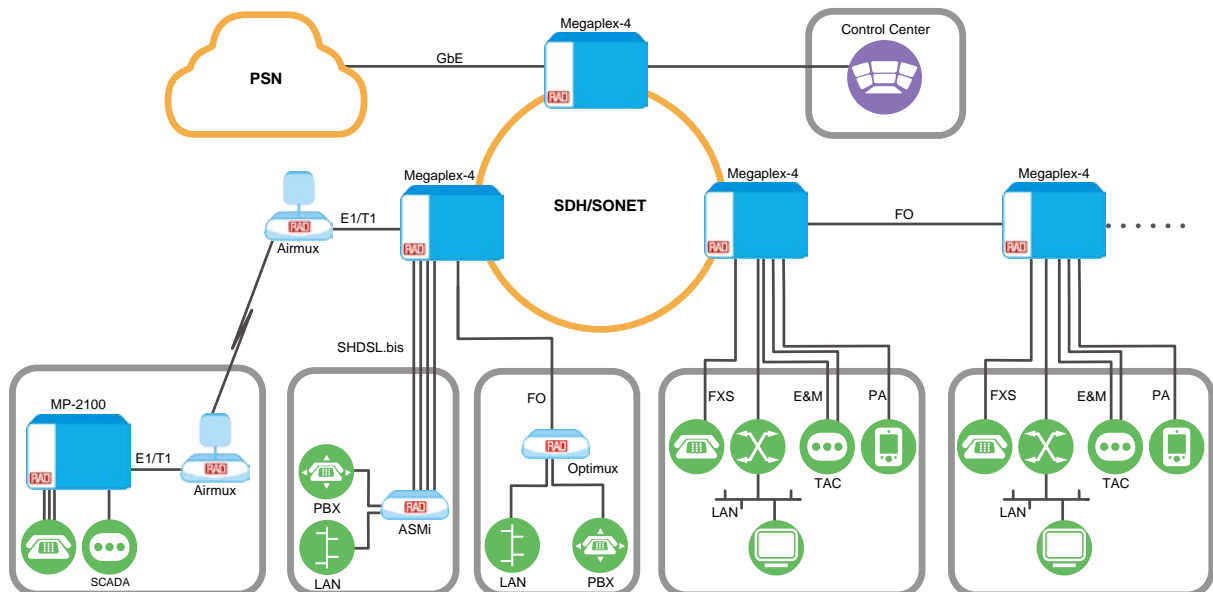 Megaplex-4
Control Center
GbE
PSN
RAD
Megaplex-4
Megaplex-4
Megaplex-4
SDH/SONET
E1/T1
FO
RAD
Airmux
RAD
RAD
RAD
SHDSL.bis
MP-2100
FO
FXS
E&M
PA
FXS
E&M
PA
RAD
E1/T1
RAD
Airmux
RAD
Optimux
TAC
TAC
PBX
RAD
ASMi
LAN
LAN
SCADA
LAN
LAN
PBX